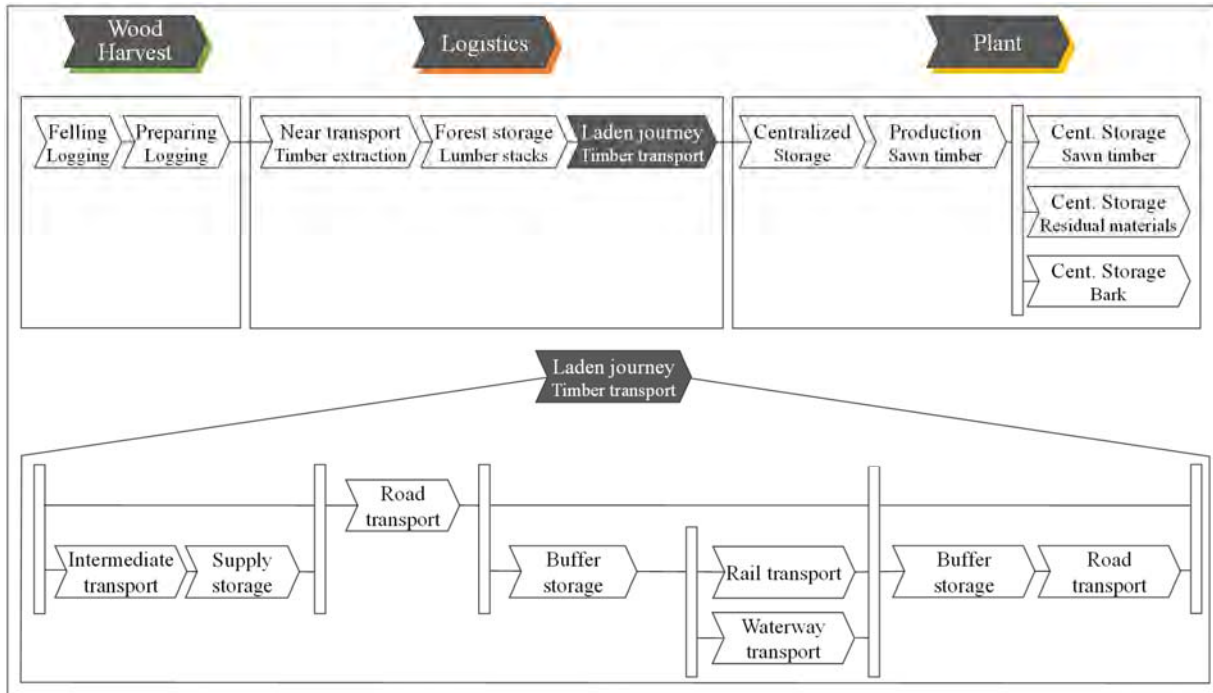 Wood
Harvest
Logistics
Plant
Felling
Logging
Preparing
Logging
Near transport
Timber extraction
Forest storage
Lumber stacks
Laden journey
Timber transport
Centralized
Storage
Production
Sawn timber
Cent. Storage
Sawn timber
Cent. Storage
Residual materials
Cent. Storage
Bark
Laden journey
Timber transport
Road
transport
Intermediate
transport
Supply
storage
Buffer
storage
Rail transport
Waterway
transport
Buffer
storage
Road
transport